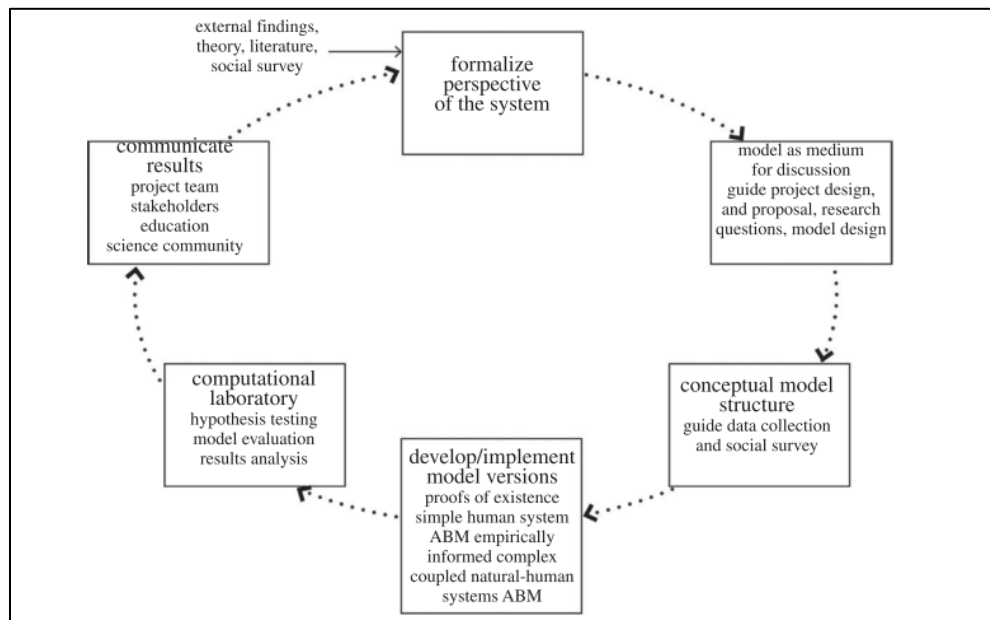 external findings,
theory, literature,
social survey
formalize
perspective
of the system
model as medium
for discussion
guide project design,
and proposal, research
questions, model design
conceptual model
structure
guide data collection
and social survey
develop/implement
model versions
proofs of existence
simple human system
ABM empirically
informed complex
coupled natural-human
systems ABM
computational
laboratory
hypothesis testing
model evaluation
results analysis
communicate
results
project team
stakeholders
education
science community